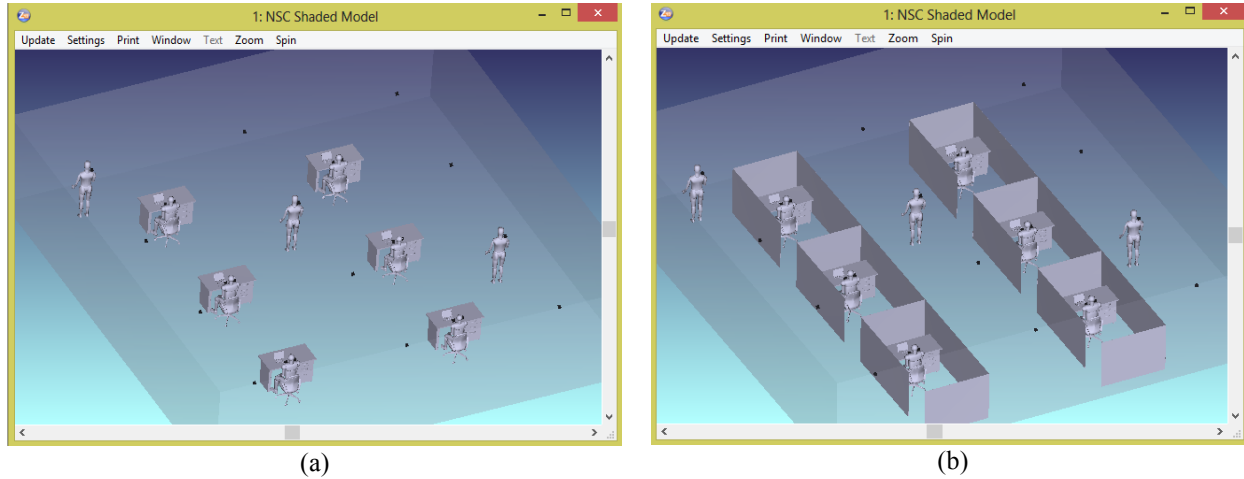 1: NSC Shaded Model
Update Settings Print Window Text Zoom Spin
(a)
1: NSC Shaded Model
Update Settings Print Window Text Zoom Spin
(b)